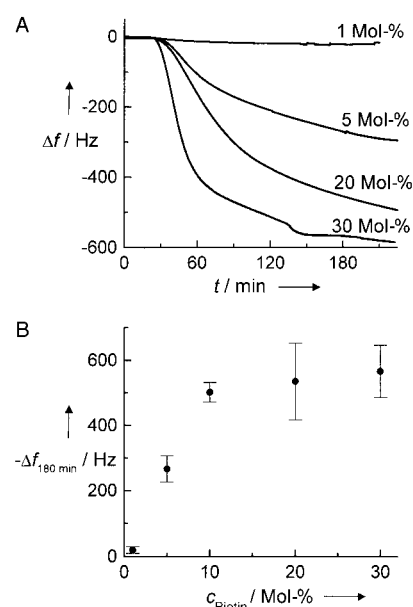 A
0
-200
-400
-600
Δf / Hz
1 Mol-%
5 Mol-%
20 Mol-%
30 Mol-%
0 60 120 180
t / min
B
600
400
200
0
-Δf180 min / Hz
0 10 20 30
cBiotin / Mol-%